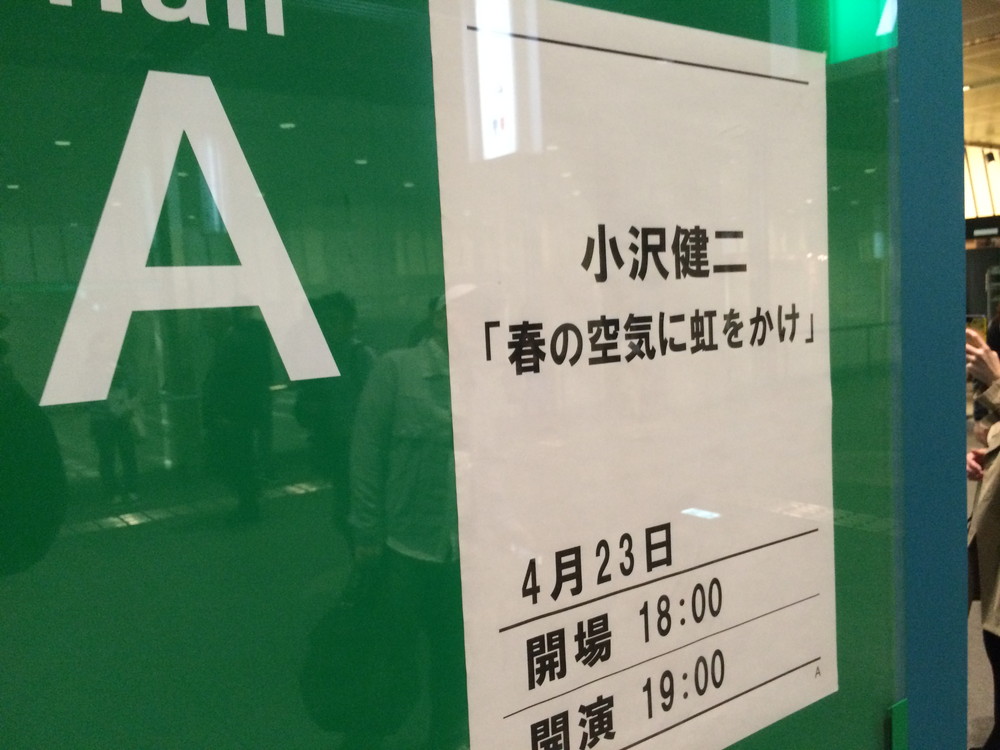 hall
A
小沢健二
「春の空気に虹をかけ」
4月23日
開場 18:00
開演 19:00
A